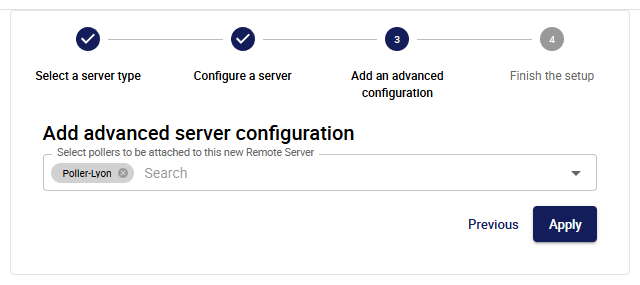 3
4
Select a server type
Configure a server
Add an advanced
configuration
Finish the setup
Add advanced server configuration
Select pollers to be attached to this new Remote Server
Poller-Lyon
Search
Previous
Apply